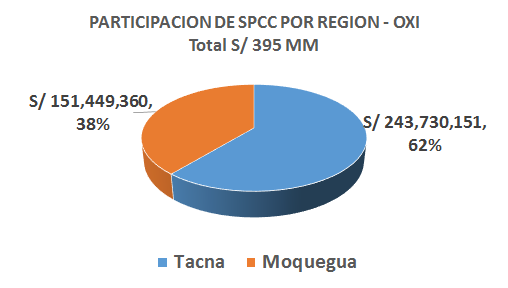 PARTICIPACION DE SPCC POR REGION - OXI
Total S/ 395 MM
S/ 151,449,360,
38%
S/ 243,730,151,
62%
Tacna
Moquegua